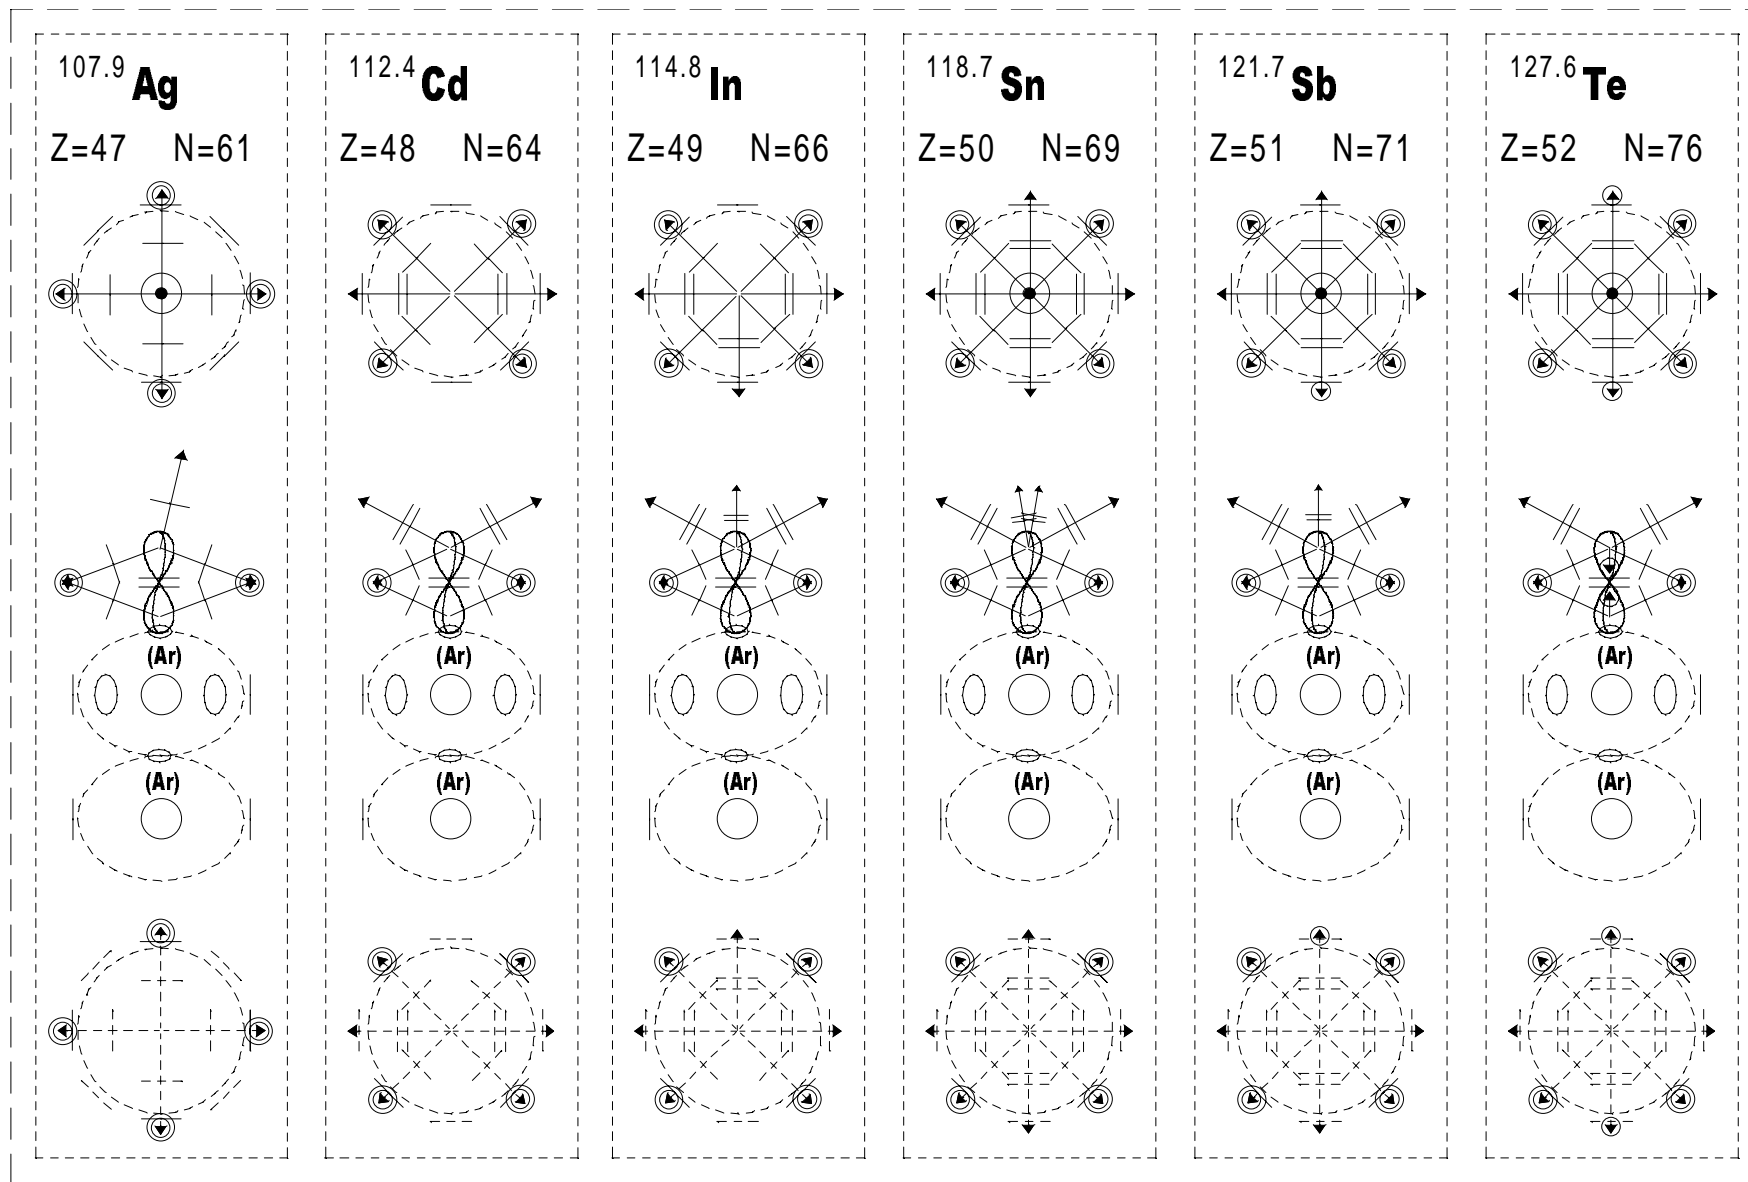 107.9 Ag
Z=47 N=61
(Ar)
(Ar)
112.4 Cd
Z=48 N=64
(Ar)
(Ar)
114.8 In
Z=49 N=66
(Ar)
(Ar)
118.7 Sn
Z=50 N=69
(Ar)
(Ar)
121.7 Sb
Z=51 N=71
(Ar)
(Ar)
127.6 Te
Z=52 N=76
(Ar)
(Ar)